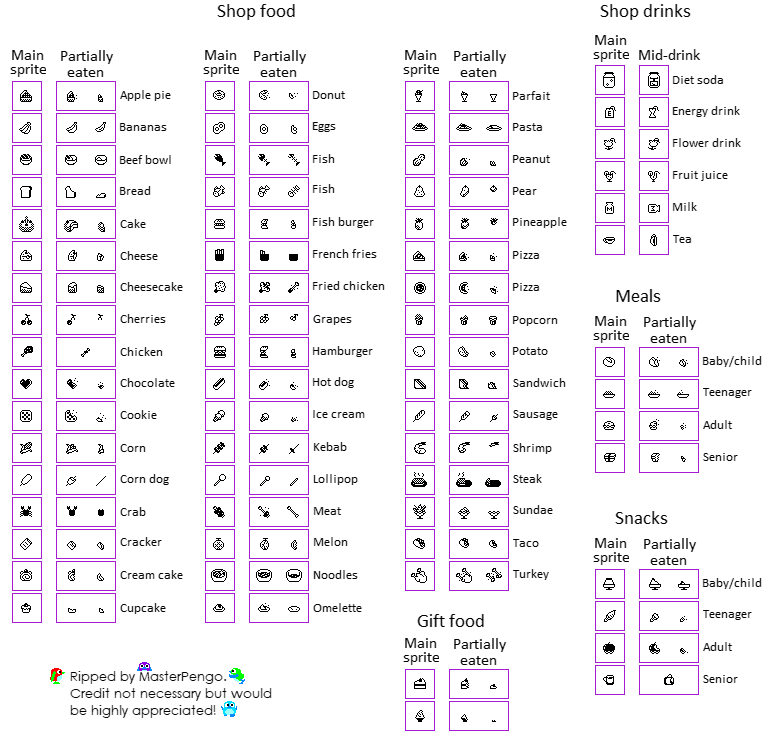 Shop food
Main
sprite
Partially
eaten
Apple pie
Bananas
Beef bowl
Bread
Cake
Cheese
Cheesecake
Cherries
Chicken
Chocolate
Cookie
Corn
Corn dog
Crab
Cracker
Cream cake
Cupcake
Main
sprite
Partially
eaten
Donut
Eggs
Fish
Fish
Fish burger
French fries
Fried chicken
Grapes
Hamburger
Hot dog
Ice cream
Kebab
Lollipop
Meat
Melon
Noodles
Omelette
Main
sprite
Partially
eaten
Parfait
Pasta
Peanut
Pear
Pineapple
Pizza
Pizza
Popcorn
Potato
Sandwich
Sausage
Shrimp
Steak
Sundae
Taco
Turkey
Gift food
Main
sprite
Partially
eaten
Shop drinks
Main
sprite
Mid-drink
Diet soda
Energy drink
Flower drink
Fruit juice
Milk
Tea
Meals
Main
sprite
Partially
eaten
Baby/child
Teenager
Adult
Senior
Snacks
Main
sprite
Partially
eaten
Baby/child
Teenager
Adult
Senior
Ripped by MasterPengo.
Credit not necessary but would
be highly appreciated!